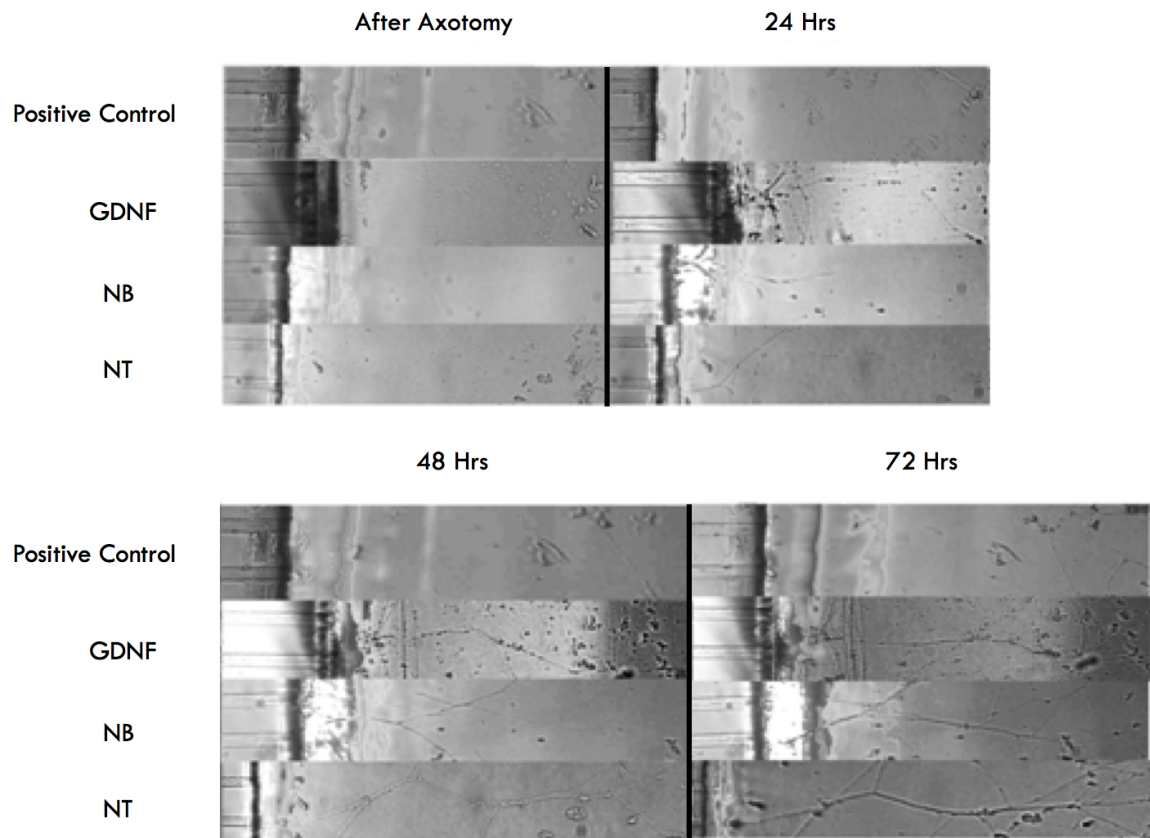 After Axotomy
24 Hrs
Positive Control
GDNF
NB
NT
48 Hrs
72 Hrs
Positive Control
GDNF
NB
NT